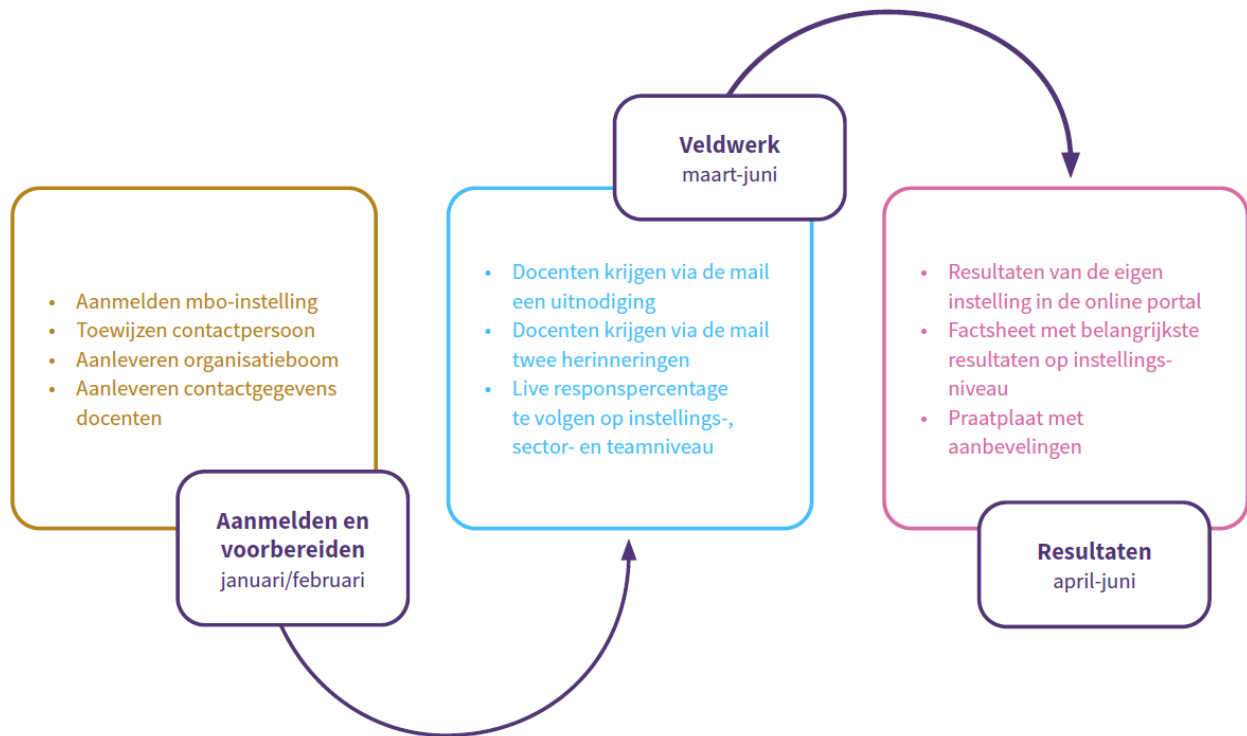 • Aanmelden mbo-instelling
• Toewijzen contactpersoon
• Aanleveren organisatieboom
• Aanleveren contactgegevens
docenten
Aanmelden en
voorbereiden
januari/februari
Veldwerk
maart-juni
• Docenten krijgen via de mail
een uitnodiging
• Docenten krijgen via de mail
twee herinneringen
• Live responspercentage
te volgen op instellings-,
sector- en teamniveau
• Resultaten van de eigen
instelling in de online portal
• Factsheet met belangrijkste
resultaten op instellings-
niveau
• Praatplaat met
aanbevelingen
Resultaten
april-juni